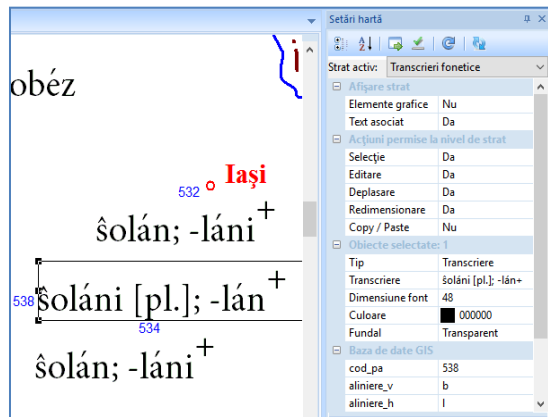 Setări hartă
Strat activ: Transcrieri fonetice
Afișare strat
Elemente grafice Nu
Text asociat Da
Acțiuni permise la nivel de strat
Selecție Da
Editare Da
Deplasare Da
Redimensionare Da
Copy / Paste Nu
Obiecte selectate: 1
Tip Transcriere
Transcriere ŝoláni [pl.]; -lán+
Dimensiune font 48
Culoare 000000
Fundal Transparent
Baza de date GIS
cod_pa 538
aliniere_v b
aliniere_h l
i
obéz
Iași
532
ŝolán; -láni+
538 ŝoláni [pl.]; -lán+
534
ŝolán; -láni+